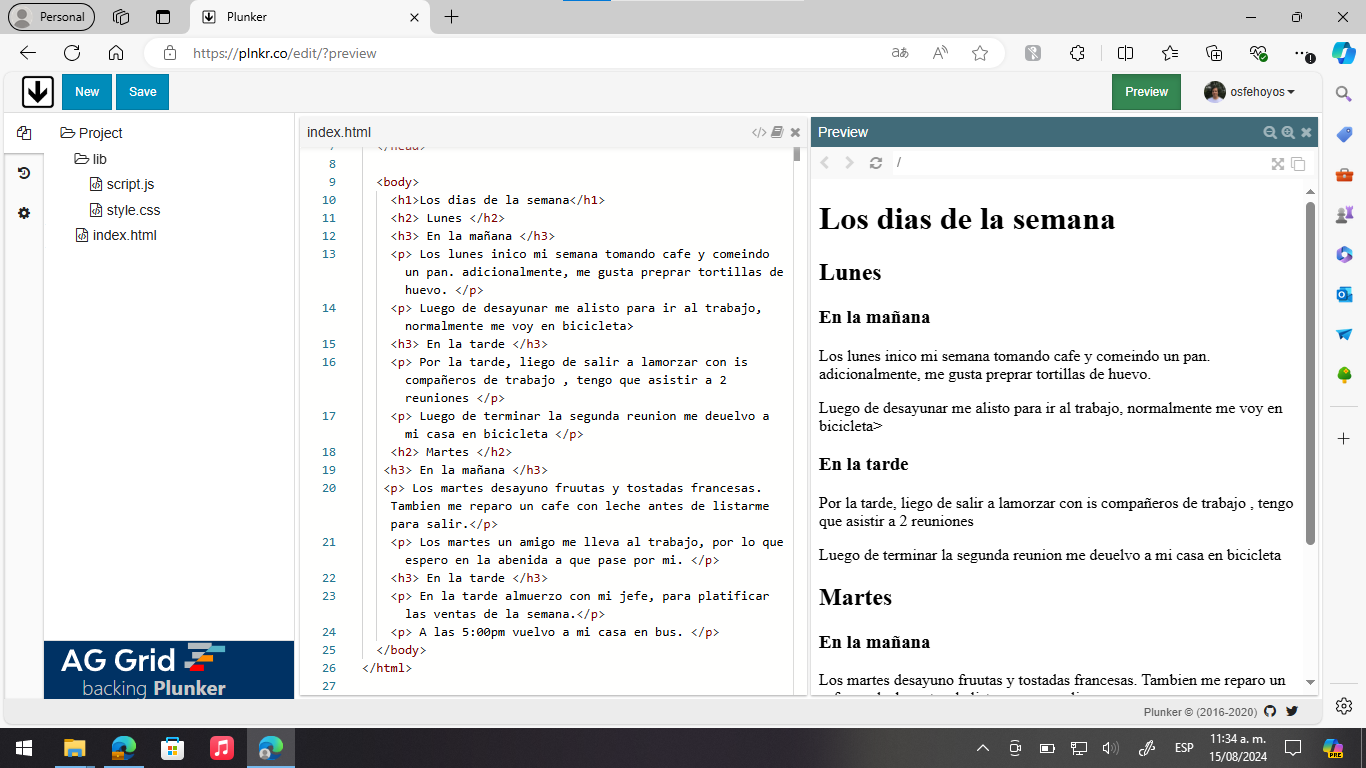 Personal
Plunker
https://plnkr.co/edit/?preview
New
Save
Preview
osfehoyos
Project
lib
script.js
style.css
index.html
AG Grid
backing Plunker
index.html
8
9 <body>
10 <h1>Los dias de la semana</h1>
11 <h2> Lunes </h2>
12 <h3> En la mañana </h3>
13 <p> Los lunes inico mi semana tomando cafe y comeindo
un pan. adicionalmente, me gusta preprar tortillas de
huevo. </p>
14 <p> Luego de desayunar me alisto para ir al trabajo,
normalmente me voy en bicicleta>
15 <h3> En la tarde </h3>
16 <p> Por la tarde, liego de salir a lamorzar con is
compañeros de trabajo , tengo que asistir a 2
reuniones </p>
17 <p> Luego de terminar la segunda reunion me deuelvo a
mi casa en bicicleta </p>
18 <h2> Martes </h2>
19 <h3> En la mañana </h3>
20 <p> Los martes desayuno fruutas y tostadas francesas.
Tambien me reparo un cafe con leche antes de listarme
para salir.</p>
21 <p> Los martes un amigo me lleva al trabajo, por lo que
espero en la abenida a que pase por mi. </p>
22 <h3> En la tarde </h3>
23 <p> En la tarde almuerzo con mi jefe, para platificar
las ventas de la semana.</p>
24 <p> A las 5:00pm vuelvo a mi casa en bus. </p>
25 </body>
26 </html>
27
Preview
/
Los dias de la semana
Lunes
En la mañana
Los lunes inico mi semana tomando cafe y comeindo un pan.
adicionalmente, me gusta preprar tortillas de huevo.
Luego de desayunar me alisto para ir al trabajo, normalmente me voy en
bicicleta>
En la tarde
Por la tarde, liego de salir a lamorzar con is compañeros de trabajo , tengo
que asistir a 2 reuniones
Luego de terminar la segunda reunion me deuelvo a mi casa en bicicleta
Martes
En la mañana
Los martes desayuno fruutas y tostadas francesas. Tambien me reparo un
Plunker © (2016-2020)
ESP
11:34 a. m.
15/08/2024